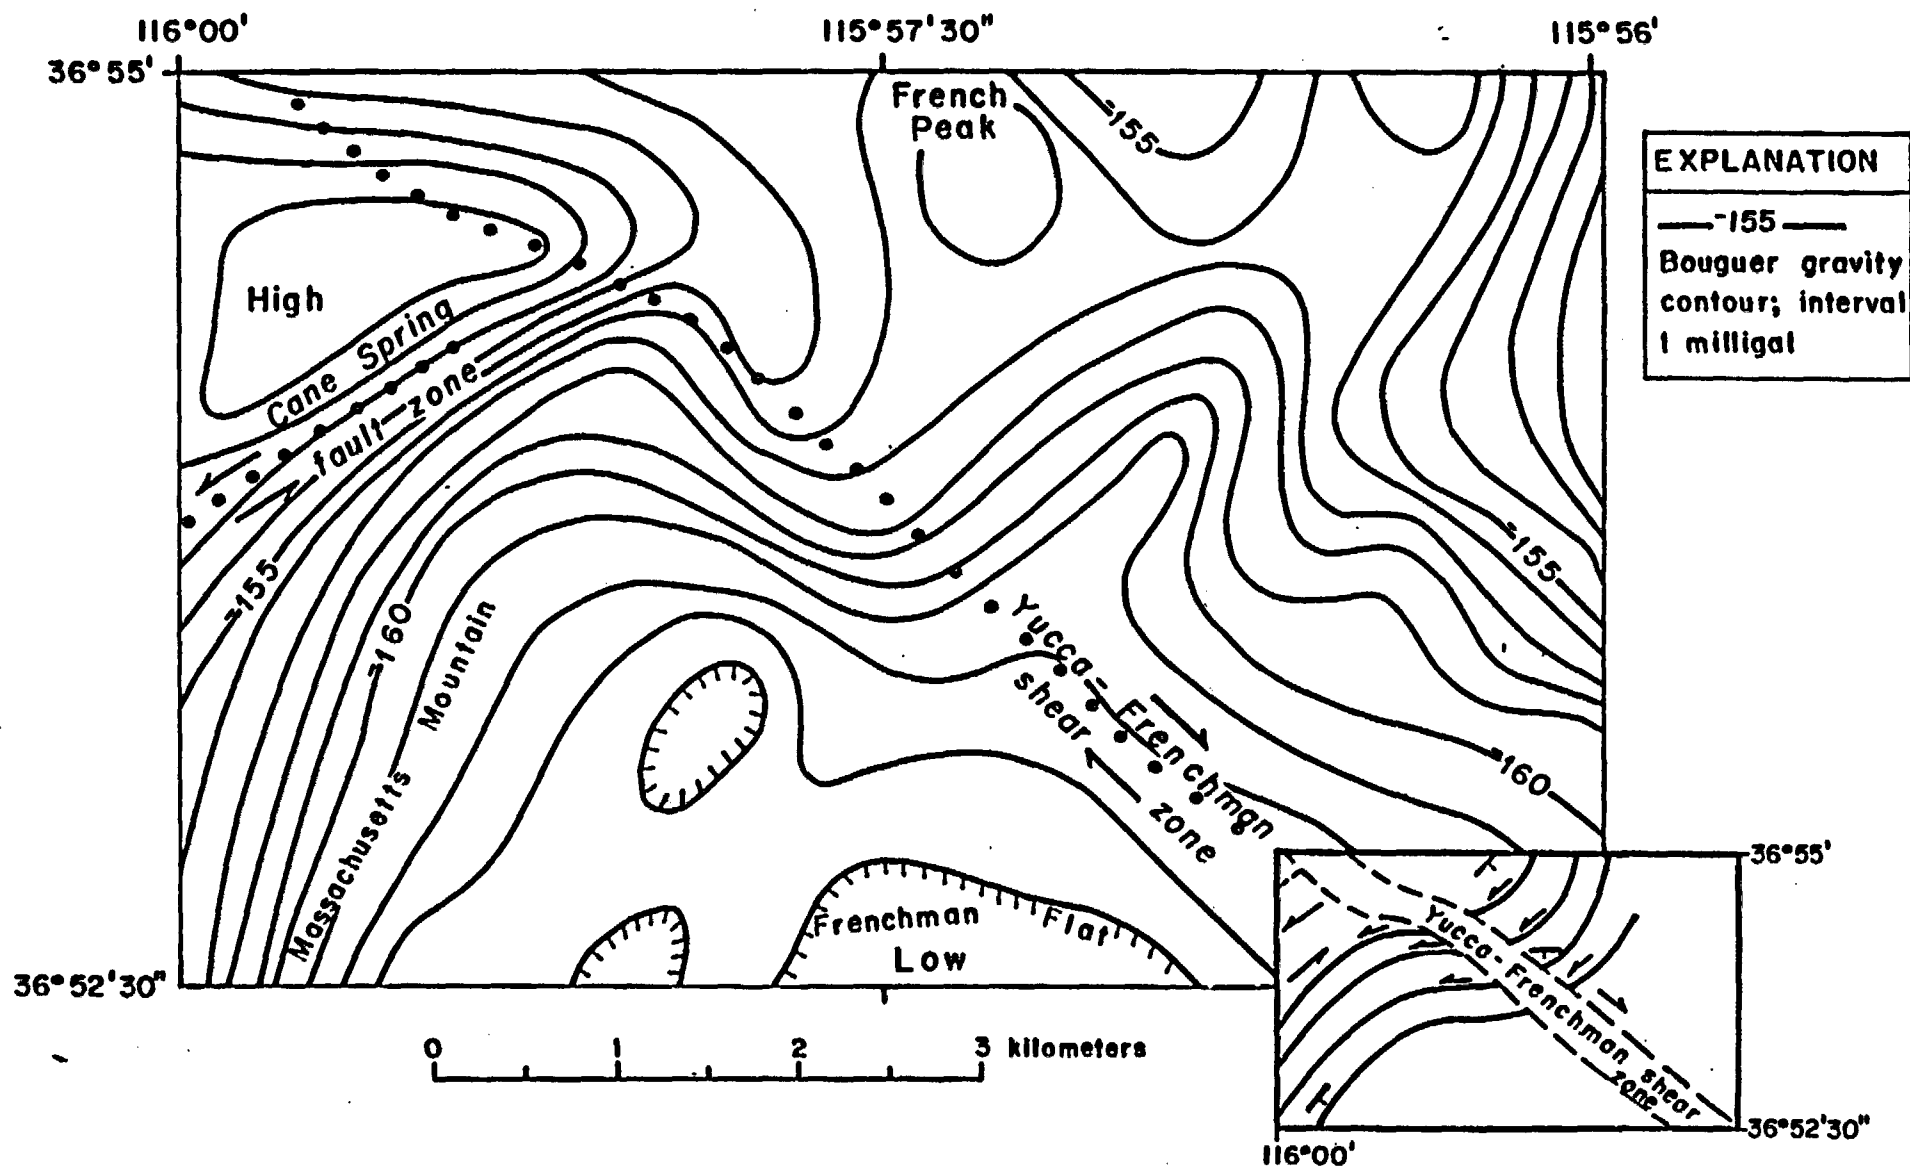 116°00'
115°57'30"
115°56'
36°55'
French
Peak
-155
EXPLANATION
-155
Bouguer gravity
contour; interval
1 milligal
High
Cane Spring
fault zone
-155
-155
-160
Massachusetts Mountain
Yucca-Frenchman
shear zone
-160
Frenchman Flat
Low
36°52'30"
0 1 2 3 kilometers
36°55'
Yucca-Frenchman shear
zone
36°52'30"
116°00'